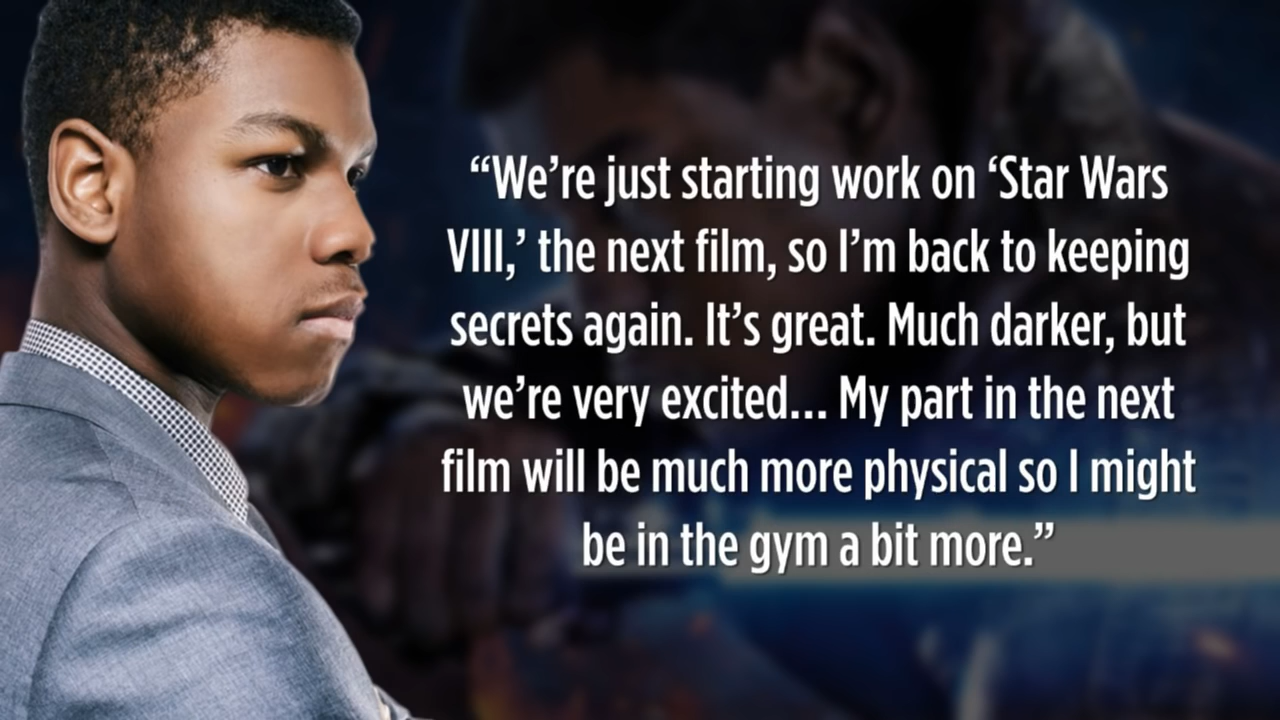 “We’re just starting work on ‘Star Wars
VIII,’ the next film, so I’m back to keeping
secrets again. It’s great. Much darker, but
we’re very excited... My part in the next
film will be much more physical so I might
be in the gym a bit more.”